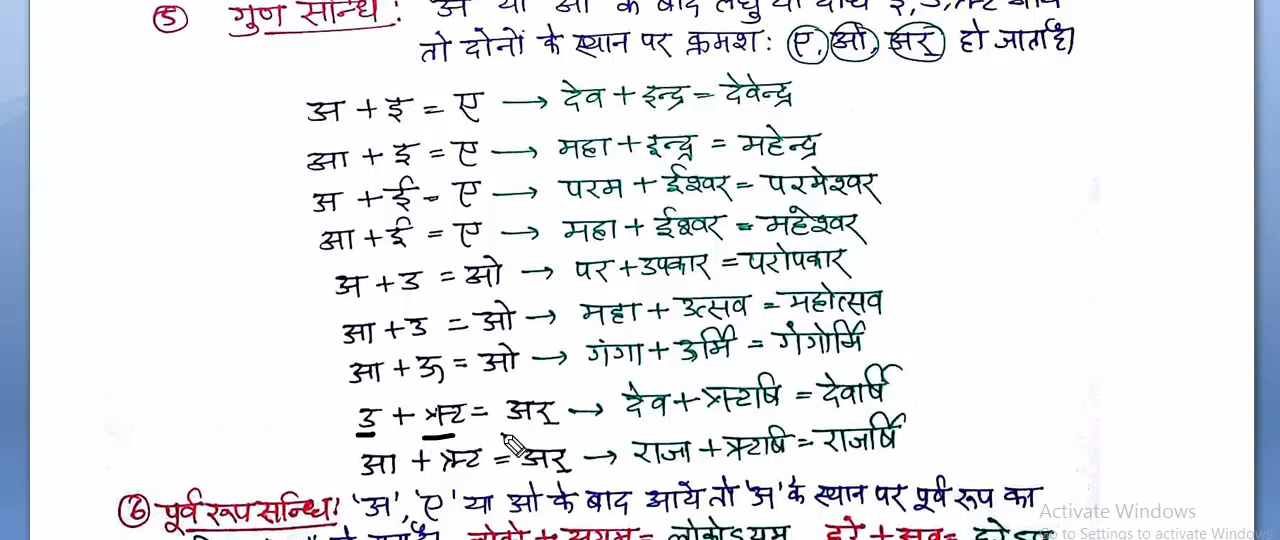 ⑤ गुण सन्धि: 'अ' या 'आ' के बाद लघु या दीर्घ इ, उ, ऋ आये
तो दोनों के स्थान पर क्रमशः ए, ओ, अर् हो जाता है।
अ + इ = ए → देव + इन्द्र = देवेन्द्र
आ + इ = ए → महा + इन्द्र = महेन्द्र
अ + ई = ए → परम + ईश्वर = परमेश्वर
आ + ई = ए → महा + ईश्वर = महेश्वर
अ + उ = ओ → पर + उपकार = परोपकार
आ + उ = ओ → महा + उत्सव = महोत्सव
आ + ऊ = ओ → गंगा + ऊर्मि = गंगोर्मि
उ + ऋ = अर् → देव + ऋषि = देवर्षि
आ + ऋ = अर् → राजा + ऋषि = राजर्षि
⑥ पूर्वरूप सन्धि: 'अ', 'ए' या ओ के बाद आये तो 'अ' के स्थान पर पूर्व रूप का
Activate Windows
Go to Settings to activate Windows